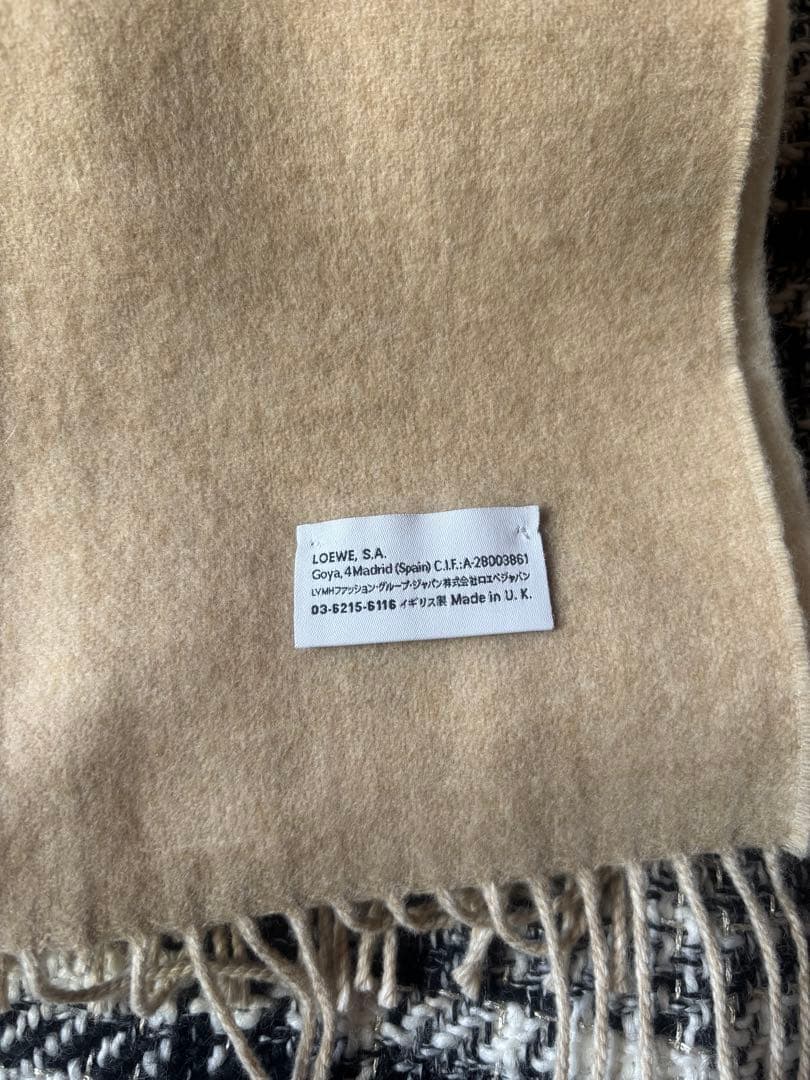 LOEWE, S.A.
Goya, 4 Madrid (Spain) C.I.F.: A-28003861
LVMHファッション・グループ・ジャパン株式会社ロエベジャパン
03-6215-6116 イギリス製 Made in U. K.